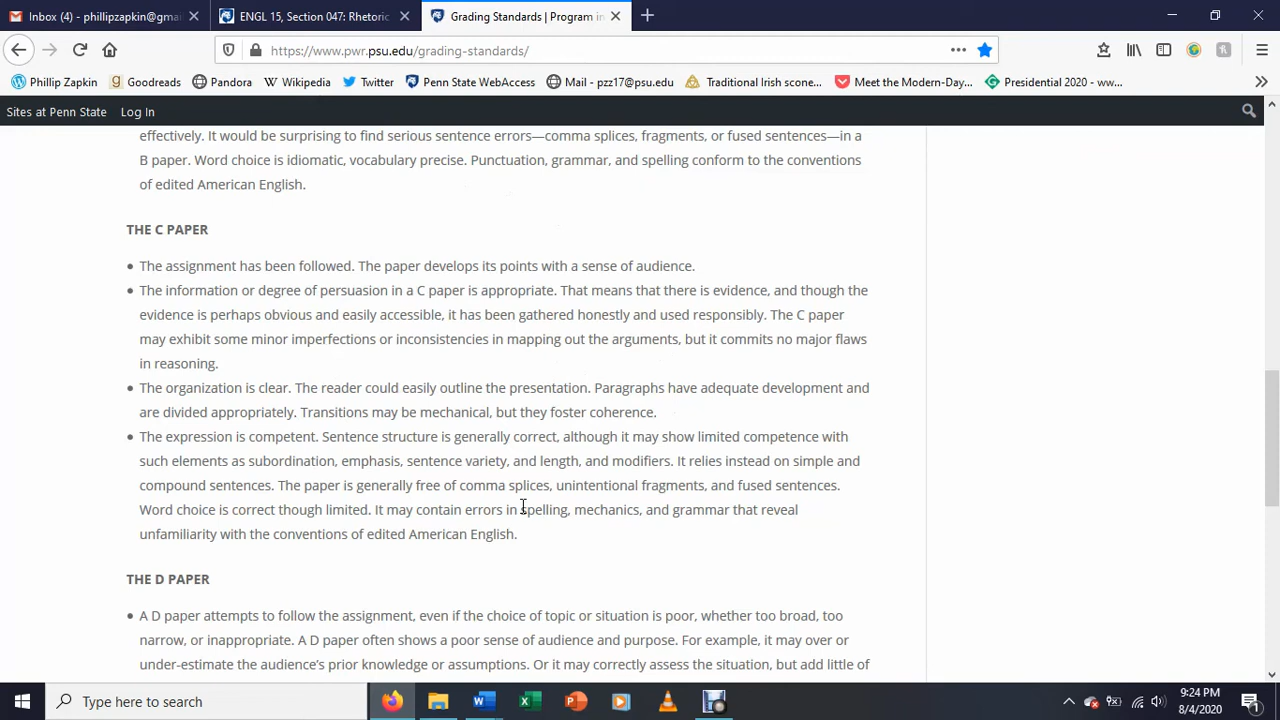 Inbox (4) - phillipzapkin@gma
ENGL 15, Section 047: Rhetoric
Grading Standards | Program in
https://www.pwr.psu.edu/grading-standards/
Phillip Zapkin
Goodreads
Pandora
Wikipedia
Twitter
Penn State WebAccess
Mail - pzz17@psu.edu
Traditional Irish scone...
Meet the Modern-Day...
Presidential 2020 - ww...
Sites at Penn State
Log In
effectively. It would be surprising to find serious sentence errors—comma splices, fragments, or fused sentences—in a
B paper. Word choice is idiomatic, vocabulary precise. Punctuation, grammar, and spelling conform to the conventions
of edited American English.
THE C PAPER
The assignment has been followed. The paper develops its points with a sense of audience.
The information or degree of persuasion in a C paper is appropriate. That means that there is evidence, and though the
evidence is perhaps obvious and easily accessible, it has been gathered honestly and used responsibly. The C paper
may exhibit some minor imperfections or inconsistencies in mapping out the arguments, but it commits no major flaws
in reasoning.
The organization is clear. The reader could easily outline the presentation. Paragraphs have adequate development and
are divided appropriately. Transitions may be mechanical, but they foster coherence.
The expression is competent. Sentence structure is generally correct, although it may show limited competence with
such elements as subordination, emphasis, sentence variety, and length, and modifiers. It relies instead on simple and
compound sentences. The paper is generally free of comma splices, unintentional fragments, and fused sentences.
Word choice is correct though limited. It may contain errors in spelling, mechanics, and grammar that reveal
unfamiliarity with the conventions of edited American English.
THE D PAPER
A D paper attempts to follow the assignment, even if the choice of topic or situation is poor, whether too broad, too
narrow, or inappropriate. A D paper often shows a poor sense of audience and purpose. For example, it may over or
under-estimate the audience's prior knowledge or assumptions. Or it may correctly assess the situation, but add little of
Type here to search
9:24 PM
8/4/2020